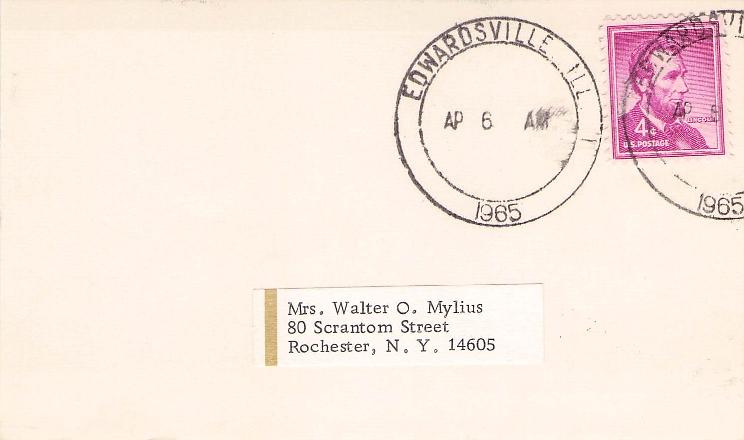 EDWARDSVILLE, ILL.
AP 6 AM
1965
LINCOLN
4¢
U.S. POSTAGE
1965
Mrs. Walter O. Mylius
80 Scrantom Street
Rochester, N. Y. 14605